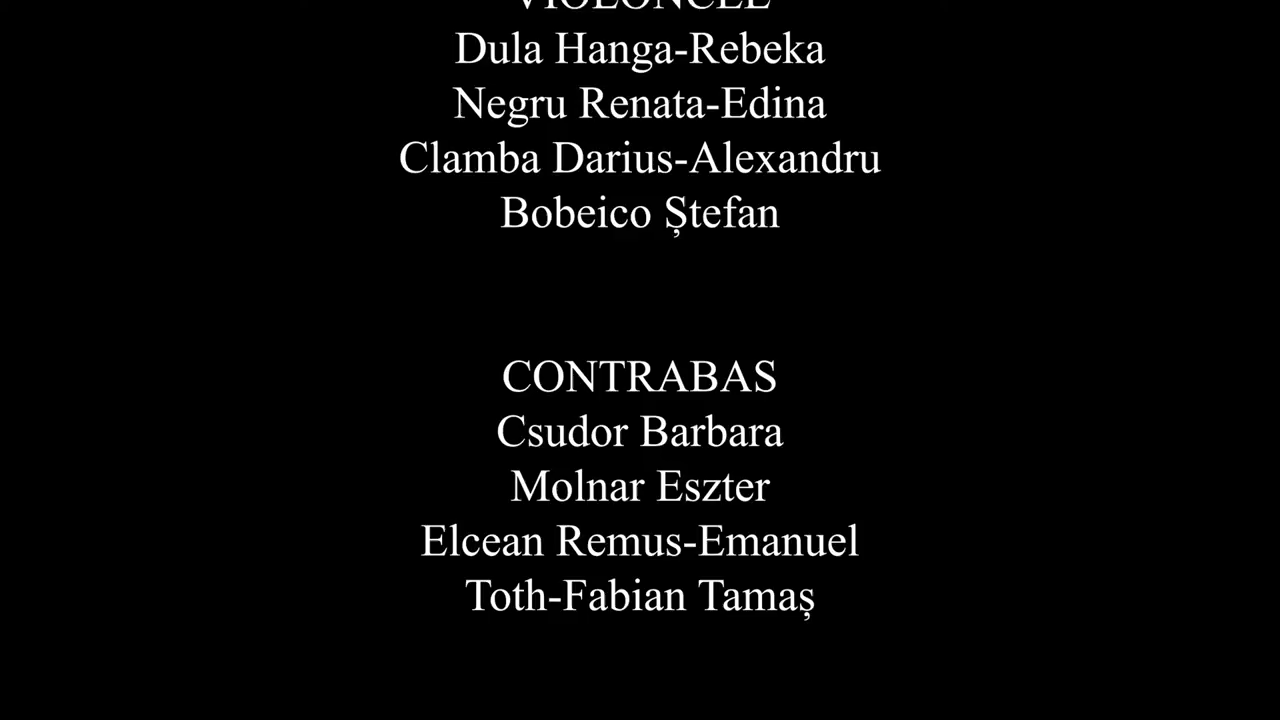 VIOLONCEL
Dula Hanga-Rebeka
Negru Renata-Edina
Clamba Darius-Alexandru
Bobeico Ștefan
CONTRABAS
Csudor Barbara
Molnar Eszter
Elcean Remus-Emanuel
Toth-Fabian Tamaș